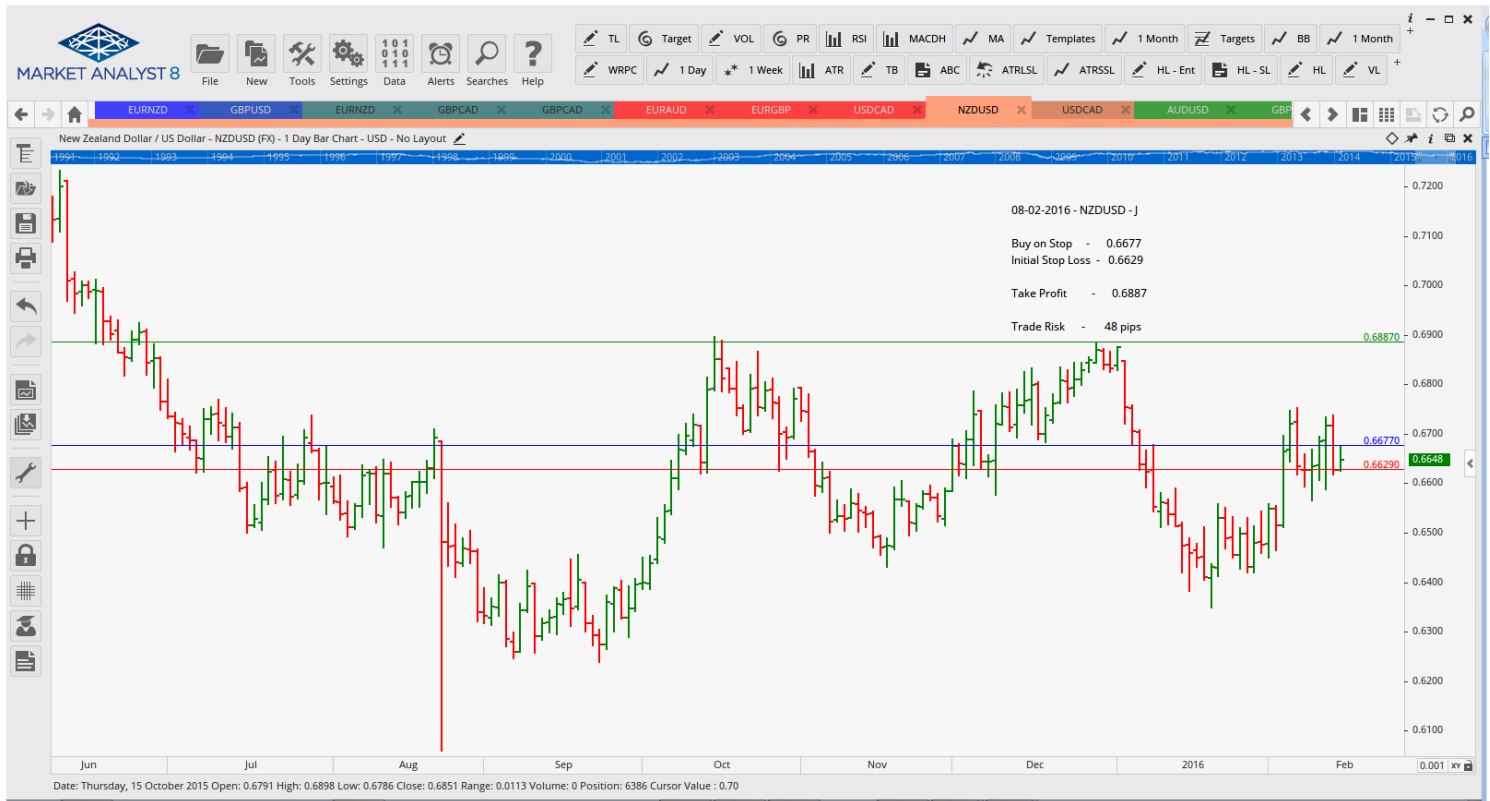 MARKET ANALYST 8
File New Tools Settings Data Alerts Searches Help
TL Target VOL PR RSI MACDH MA Templates 1 Month Targets BB 1 Month
WRPC 1 Day 1 Week ATR TB ABC ATRLSL ATRSSL HL - Ent HL - SL HL VL
EURNZD GBPUSD EURNZD GBPCAD GBPCAD EURAUD EURGBP USDCAD NZDUSD USDCAD AUDUSD GBP
New Zealand Dollar / US Dollar - NZDUSD (FX) - 1 Day Bar Chart - USD - No Layout
1991 1992 1993 1994 1995 1996 1997 1998 1999 2000 2001 2002 2003 2004 2005 2006 2007 2008 2009 2010 2011 2012 2013 2014 2015 2016
08-02-2016 - NZDUSD - J
Buy on Stop - 0.6677
Initial Stop Loss - 0.6629
Take Profit - 0.6887
Trade Risk - 48 pips
0.68870
0.66770
0.66290
0.7200
0.7100
0.7000
0.6900
0.6800
0.6700
0.6648
0.6600
0.6500
0.6400
0.6300
0.6200
0.6100
Jun Jul Aug Sep Oct Nov Dec 2016 Feb
0.001 XY
Date: Thursday, 15 October 2015 Open: 0.6791 High: 0.6898 Low: 0.6786 Close: 0.6851 Range: 0.0113 Volume: 0 Position: 6386 Cursor Value : 0.70